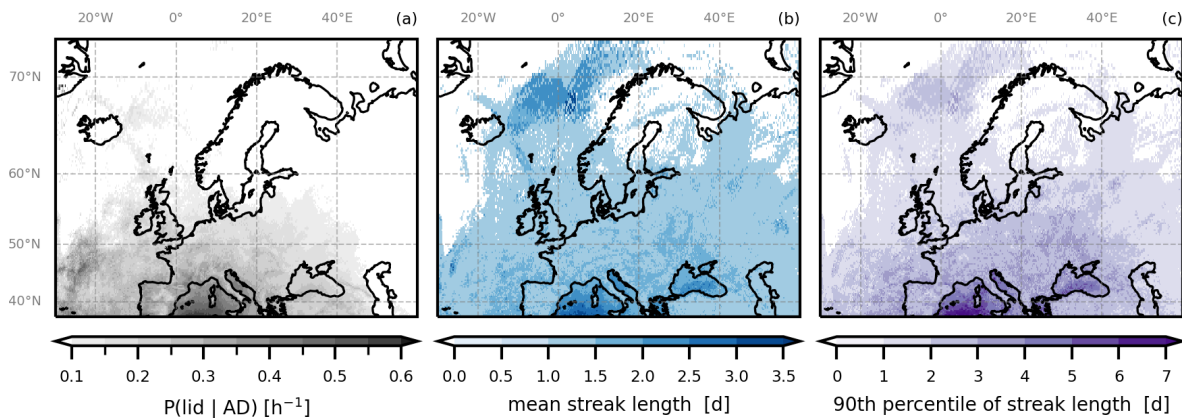 20°W 0° 20°E 40°E (a)
20°W 0° 20°E 40°E (b)
20°W 0° 20°E 40°E (c)
70°N
60°N
50°N
40°N
0.1 0.2 0.3 0.4 0.5 0.6
P(lid | AD) [h⁻¹]
0.0 0.5 1.0 1.5 2.0 2.5 3.0 3.5
mean streak length [d]
0 1 2 3 4 5 6 7
90th percentile of streak length [d]